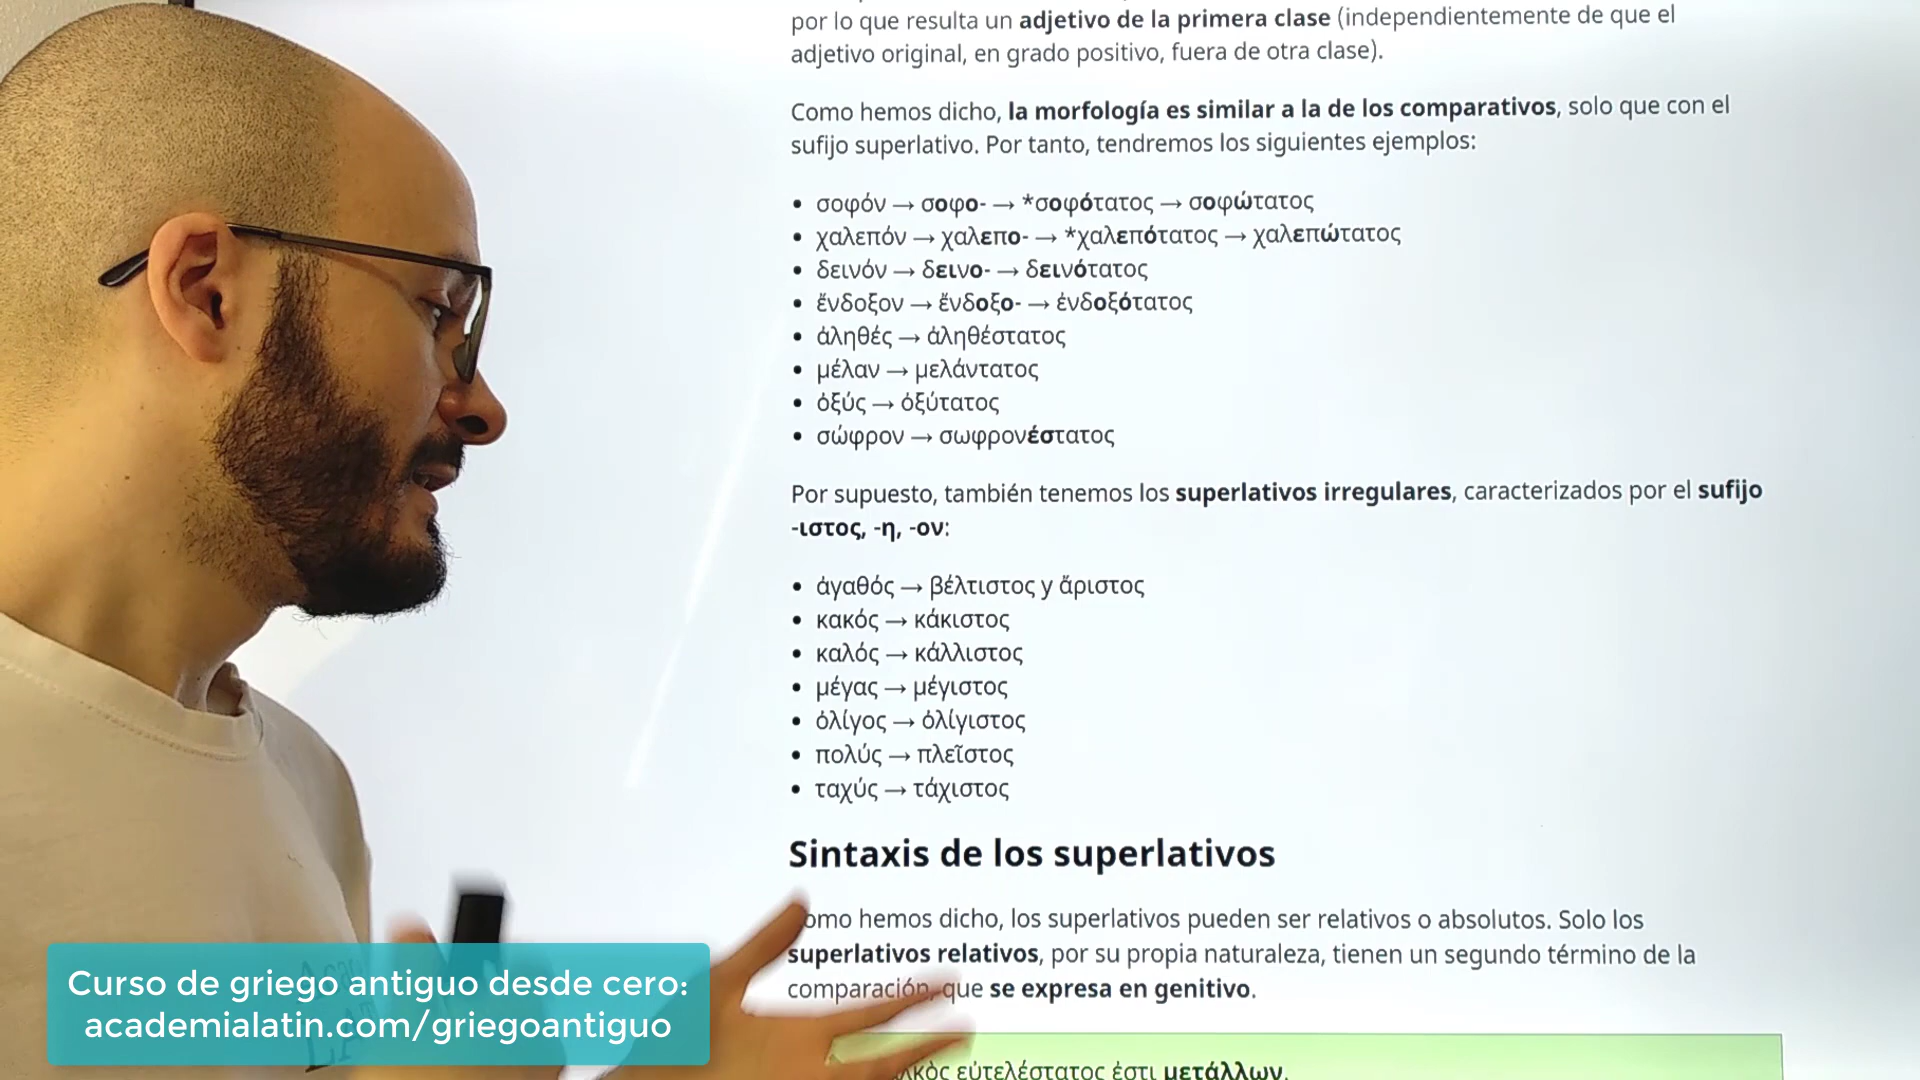 por lo que resulta un adjetivo de la primera clase (independientemente de que el
adjetivo original, en grado positivo, fuera de otra clase).
Como hemos dicho, la morfología es similar a la de los comparativos, solo que con el
sufijo superlativo. Por tanto, tendremos los siguientes ejemplos:
• σοφόν → σοφο- → *σοφότατος → σοφώτατος
• χαλεπόν → χαλεπο- → *χαλεπότατος → χαλεπώτατος
• δεινόν → δεινο- → δεινότατος
• ἔνδοξον → ἔνδοξο- → ἐνδοξότατος
• ἀληθές → ἀληθέστατος
• μέλαν → μελάντατος
• ὀξύς → ὀξύτατος
• σώφρον → σωφρονέστατος
Por supuesto, también tenemos los superlativos irregulares, caracterizados por el sufijo
-ιστος, -η, -ον:
• ἀγαθός → βέλτιστος y ἄριστος
• κακός → κάκιστος
• καλός → κάλλιστος
• μέγας → μέγιστος
• ὀλίγος → ὀλίγιστος
• πολύς → πλεῖστος
• ταχύς → τάχιστος
Sintaxis de los superlativos
omo hemos dicho, los superlativos pueden ser relativos o absolutos. Solo los
superlativos relativos, por su propia naturaleza, tienen un segundo término de la
comparación, que se expresa en genitivo.
εὐτελέστατος ἐστι μετάλλων.
Curso de griego antiguo desde cero:
academialatin.com/griegoantiguo